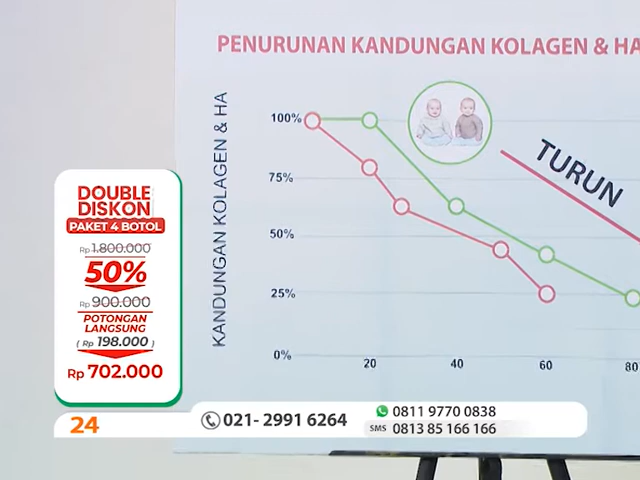 PENURUNAN KANDUNGAN KOLAGEN & HA
KANDUNGAN KOLAGEN & HA
100%
75%
50%
25%
0%
20
40
60
80
TURUN
DOUBLE
DISKON
PAKET 4 BOTOL
Rp 1.800.000
50%
Rp 900.000
POTONGAN
LANGSUNG
( Rp 198.000 )
Rp 702.000
24
021- 2991 6264
0811 9770 0838
SMS 0813 85 166 166